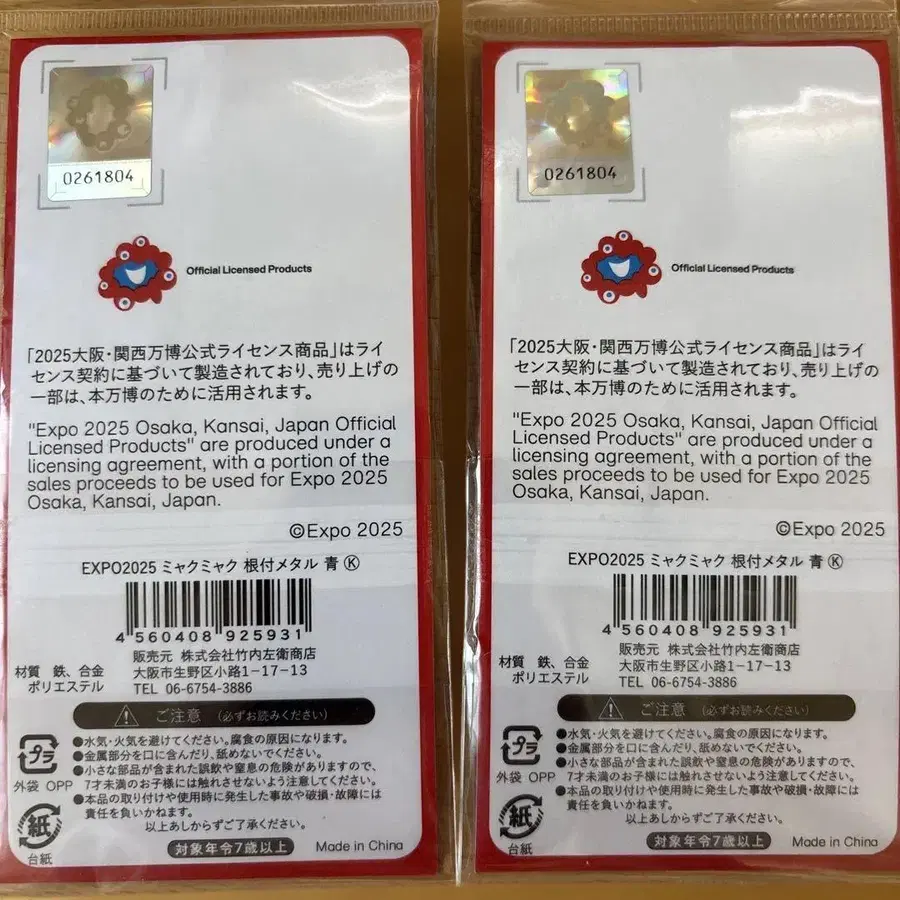 0261804
Official Licensed Products
「2025大阪・関西万博公式ライセンス商品」はライ
センス契約に基づいて製造されており、売り上げの
一部は、本万博のために活用されます。
"Expo 2025 Osaka, Kansai, Japan Official
Licensed Products" are produced under a
licensing agreement, with a portion of the
sales proceeds to be used for Expo 2025
Osaka, Kansai, Japan.
©Expo 2025
EXPO2025 ミャクミャク 根付メタル 青 Ⓚ
4 560408 925931
販売元 株式会社竹内左衛商店
大阪市生野区小路1-17-13
TEL 06-6754-3886
材質 鉄、合金
ポリエステル
ご注意 (必ずお読みください)
●水気・火気を避けてください。腐食の原因になります。
●金属部分を口に含んだり、舐めないでください。
●小さな部品が含まれた誤飲や窒息の危険がありますので、
7才未満のお子様には触れさせないよう注意してください。
●本品の取り付けや使用時に発生した事故や破損・故障には
責任を負いかねます。
以上あしからずご了承ください。
プラ
外袋 OPP
紙
台紙
対象年令7歳以上
Made in China
0261804
Official Licensed Products
「2025大阪・関西万博公式ライセンス商品」はライ
センス契約に基づいて製造されており、売り上げの
一部は、本万博のために活用されます。
"Expo 2025 Osaka, Kansai, Japan Official
Licensed Products" are produced under a
licensing agreement, with a portion of the
sales proceeds to be used for Expo 2025
Osaka, Kansai, Japan.
©Expo 2025
EXPO2025 ミャクミャク 根付メタル 青 Ⓚ
4 560408 925931
販売元 株式会社竹内左衛商店
大阪市生野区小路1-17-13
TEL 06-6754-3886
材質 鉄、合金
ポリエステル
ご注意 (必ずお読みください)
●水気・火気を避けてください。腐食の原因になります。
●金属部分を口に含んだり、舐めないでください。
●小さな部品が含まれた誤飲や窒息の危険がありますので、
7才未満のお子様には触れさせないよう注意してください。
●本品の取り付けや使用時に発生した事故や破損・故障には
責任を負いかねます。
以上あしからずご了承ください。
プラ
外袋 OPP
紙
台紙
対象年令7歳以上
Made in China